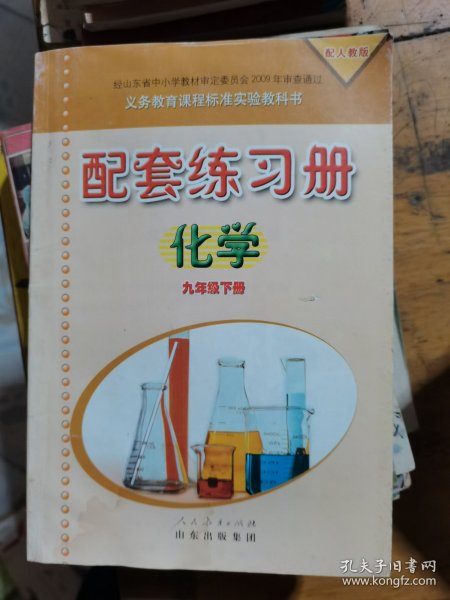 配人教版
经山东省中小学教材审定委员会2009年审查通过
义务教育课程标准实验教科书
配套练习册
化学
九年级下册
人民教育出版社
山东出版集团
孔夫子旧书网
www.kongfz.com